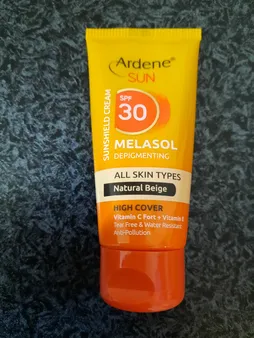 Ardene®
SUN
SUNSHIELD CREAM
SPF
30
MELASOL
DEPIGMENTING
ALL SKIN TYPES
Natural Beige
HIGH COVER
Vitamin C Fort + Vitamin E
Tear Free & Water Resistant
Anti-Pollution